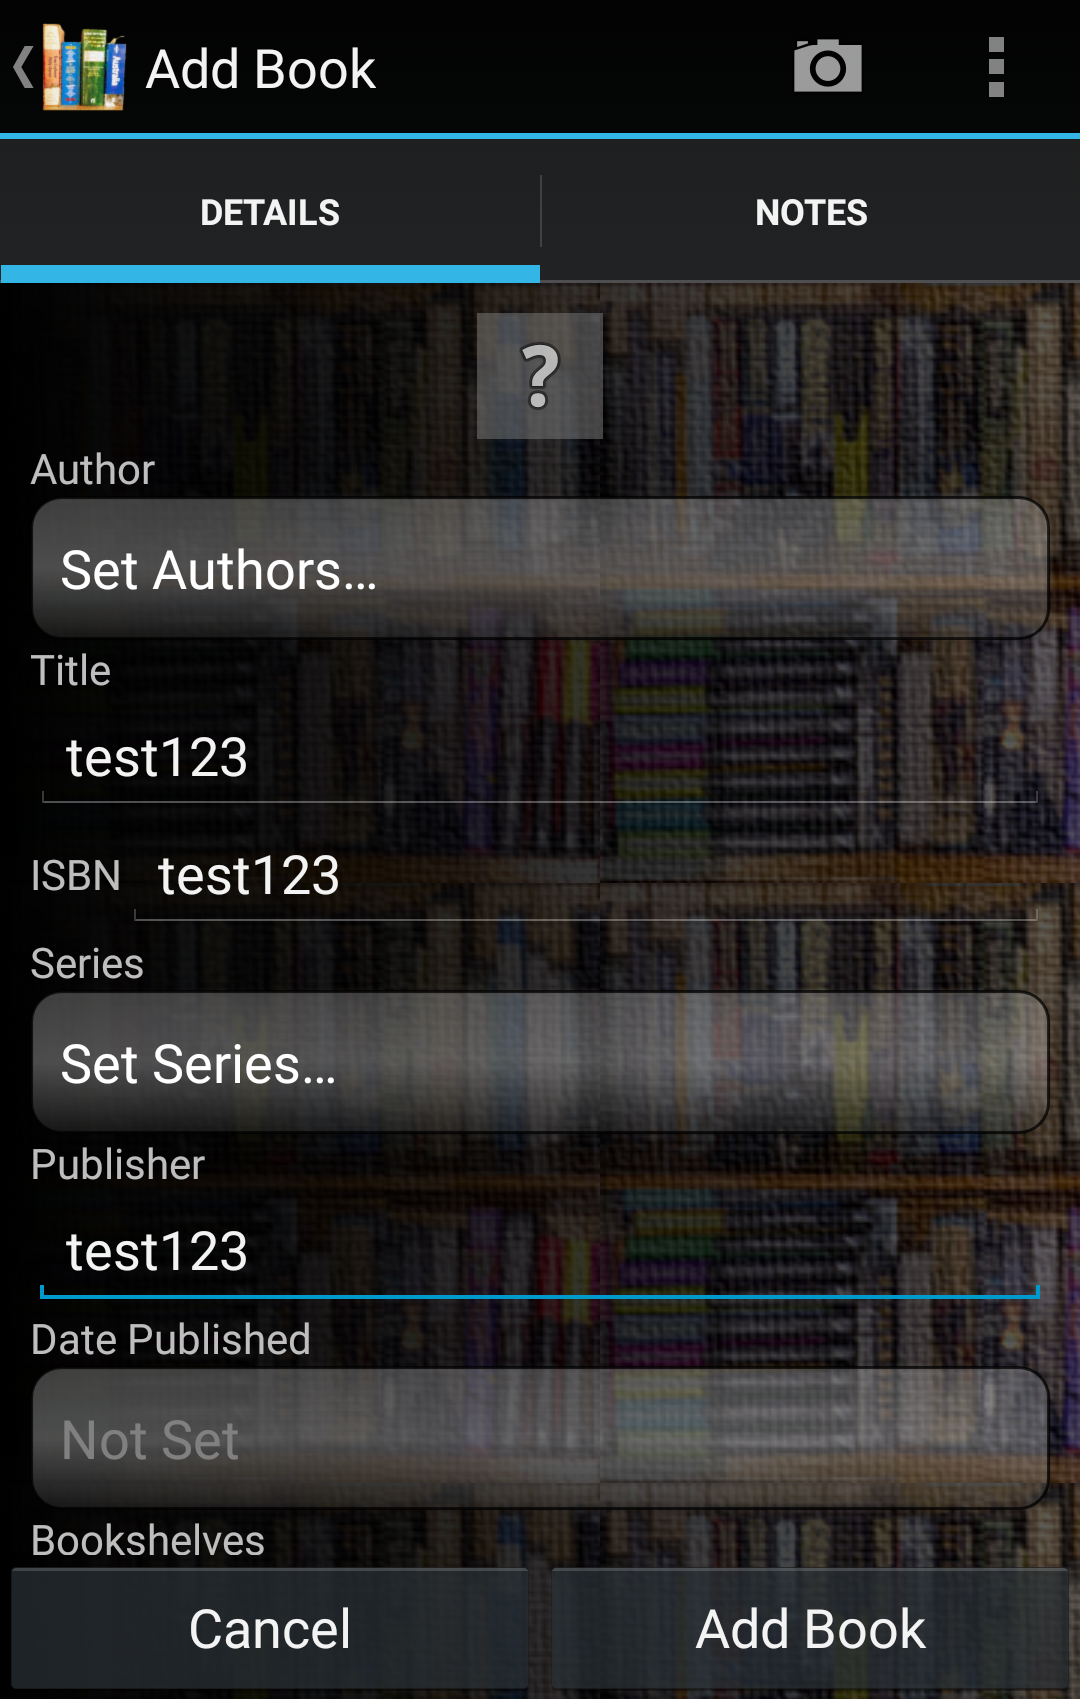 Add Book
DETAILS
NOTES
?
Author
Set Authors...
Title
test123
ISBN test123
Series
Set Series...
Publisher
test123
Date Published
Not Set
Bookshelves
Cancel
Add Book